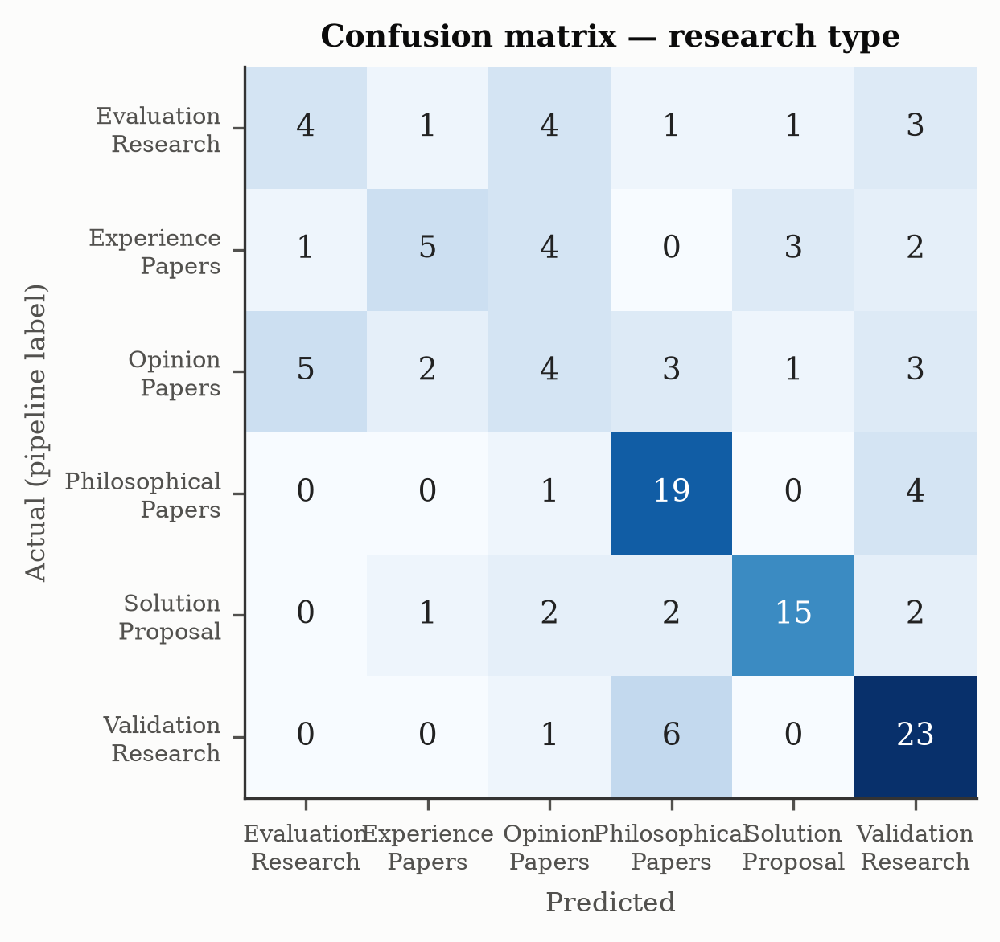 Confusion matrix — research type
Evaluation
Research
4 1 4 1 1 3
Experience
Papers
1 5 4 0 3 2
Opinion
Papers
5 2 4 3 1 3
Philosophical
Papers
0 0 1 19 0 4
Solution
Proposal
0 1 2 2 15 2
Validation
Research
0 0 1 6 0 23
Actual (pipeline label)
Evaluation Experience Opinion Philosophical Solution Validation
Research Papers Papers Papers Proposal Research
Predicted